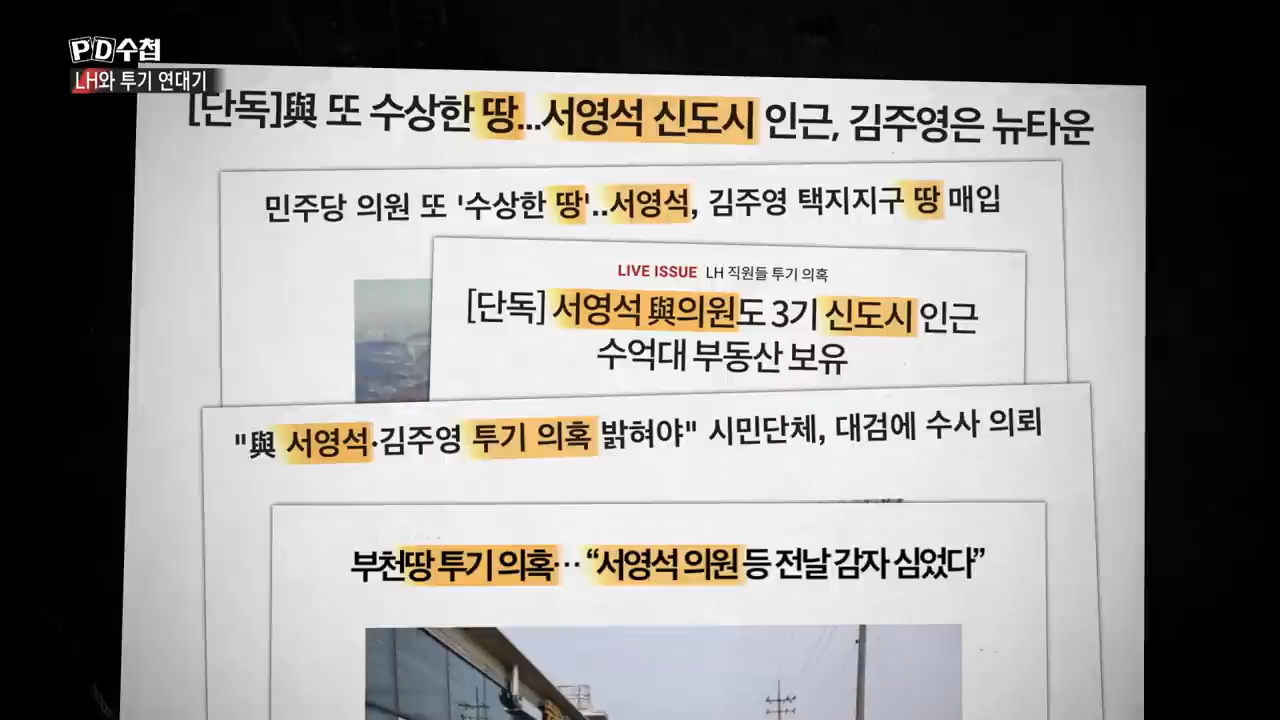 PD수첩
LH와 투기 연대기
[단독]與 또 수상한 땅...서영석 신도시 인근, 김주영은 뉴타운
민주당 의원 또 '수상한 땅'..서영석, 김주영 택지지구 땅 매입
LIVE ISSUE LH 직원들 투기 의혹
[단독] 서영석 與의원도 3기 신도시 인근
수억대 부동산 보유
"與 서영석·김주영 투기 의혹 밝혀야" 시민단체, 대검에 수사 의뢰
부천땅 투기 의혹… “서영석 의원 등 전날 감자 심었다”